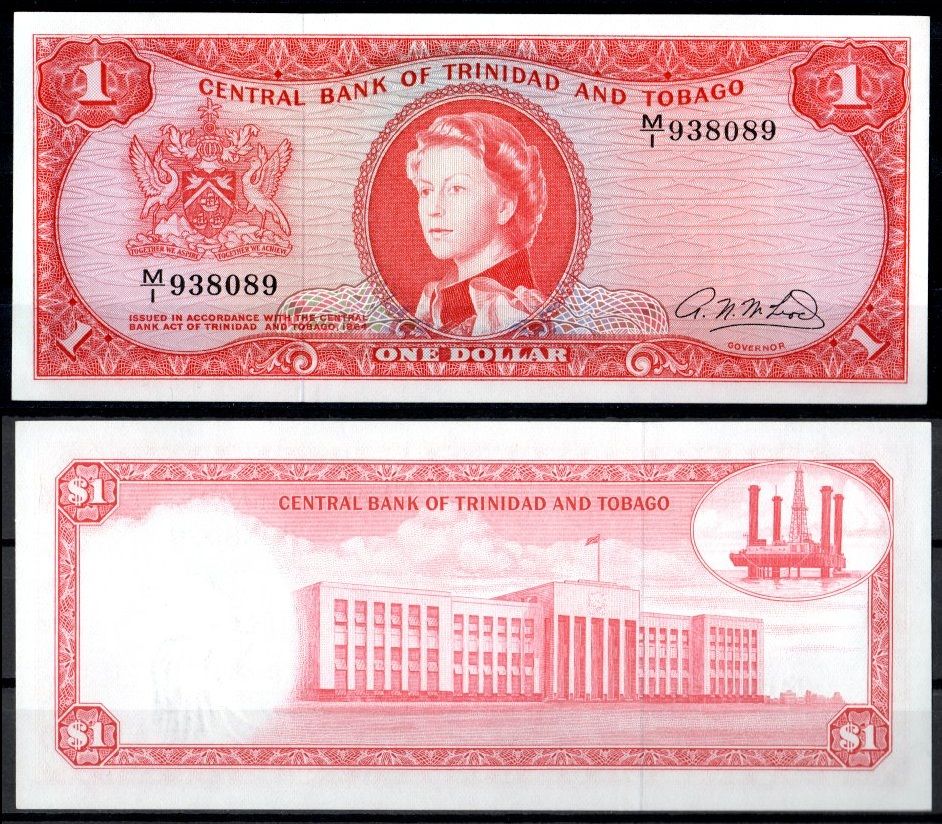 1 1
CENTRAL BANK OF TRINIDAD AND TOBAGO
M/1 938089
TOGETHER WE ASPIRE TOGETHER WE ACHIEVE
M/1 938089
ISSUED IN ACCORDANCE WITH THE CENTRAL
BANK ACT OF TRINIDAD AND TOBAGO, 1964
GOVERNOR
1 ONE DOLLAR 1
$1
CENTRAL BANK OF TRINIDAD AND TOBAGO
$1 $1